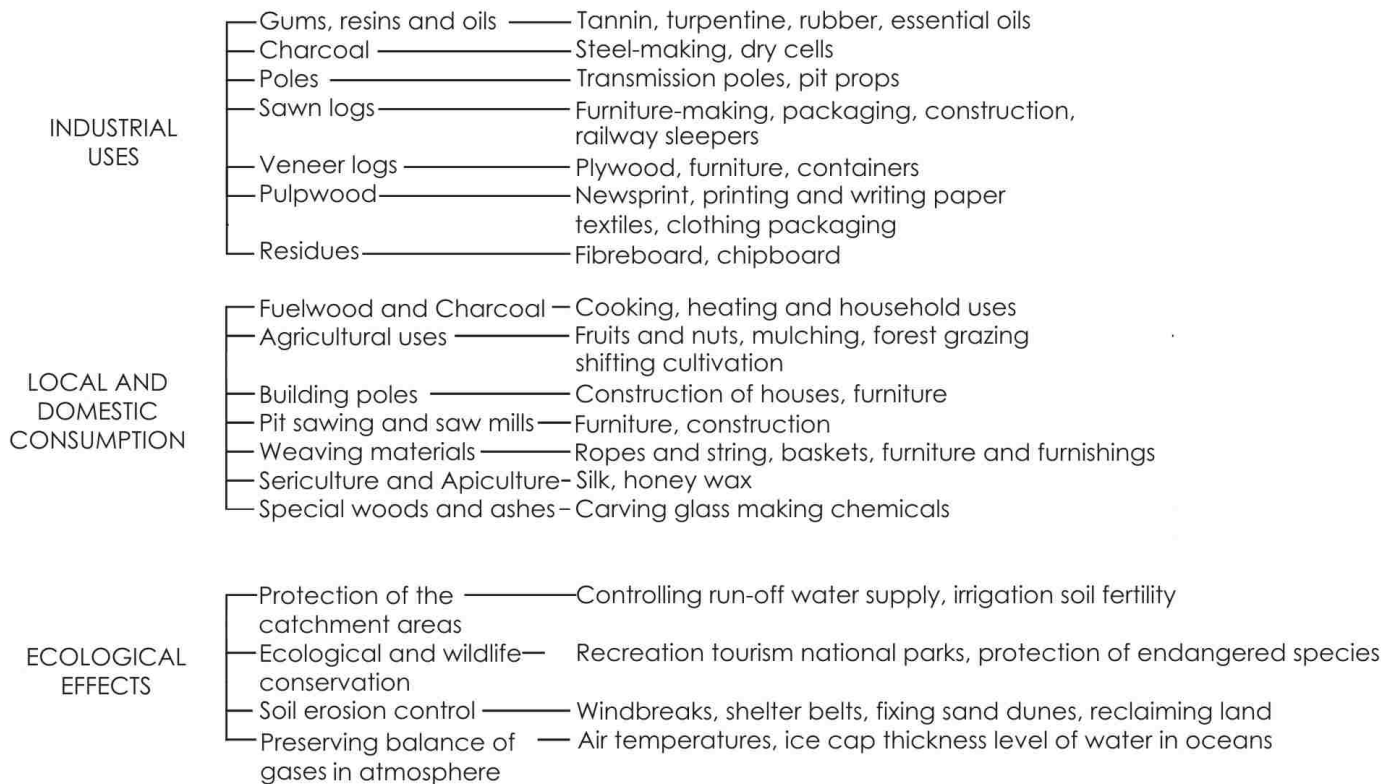 INDUSTRIAL
USES
Gums, resins and oils Tannin, turpentine, rubber, essential oils
Charcoal Steel-making, dry cells
Poles Transmission poles, pit props
Sawn logs Furniture-making, packaging, construction,
railway sleepers
Veneer logs Plywood, furniture, containers
Pulpwood Newsprint, printing and writing paper
textiles, clothing packaging
Residues Fibreboard, chipboard
LOCAL AND
DOMESTIC
CONSUMPTION
Fuelwood and Charcoal Cooking, heating and household uses
Agricultural uses Fruits and nuts, mulching, forest grazing
shifting cultivation
Building poles Construction of houses, furniture
Pit sawing and saw mills Furniture, construction
Weaving materials Ropes and string, baskets, furniture and furnishings
Sericulture and Apiculture Silk, honey wax
Special woods and ashes Carving glass making chemicals
ECOLOGICAL
EFFECTS
Protection of the Controlling run-off water supply, irrigation soil fertility
catchment areas
Ecological and wildlife Recreation tourism national parks, protection of endangered species
conservation
Soil erosion control Windbreaks, shelter belts, fixing sand dunes, reclaiming land
Preserving balance of Air temperatures, ice cap thickness level of water in oceans
gases in atmosphere